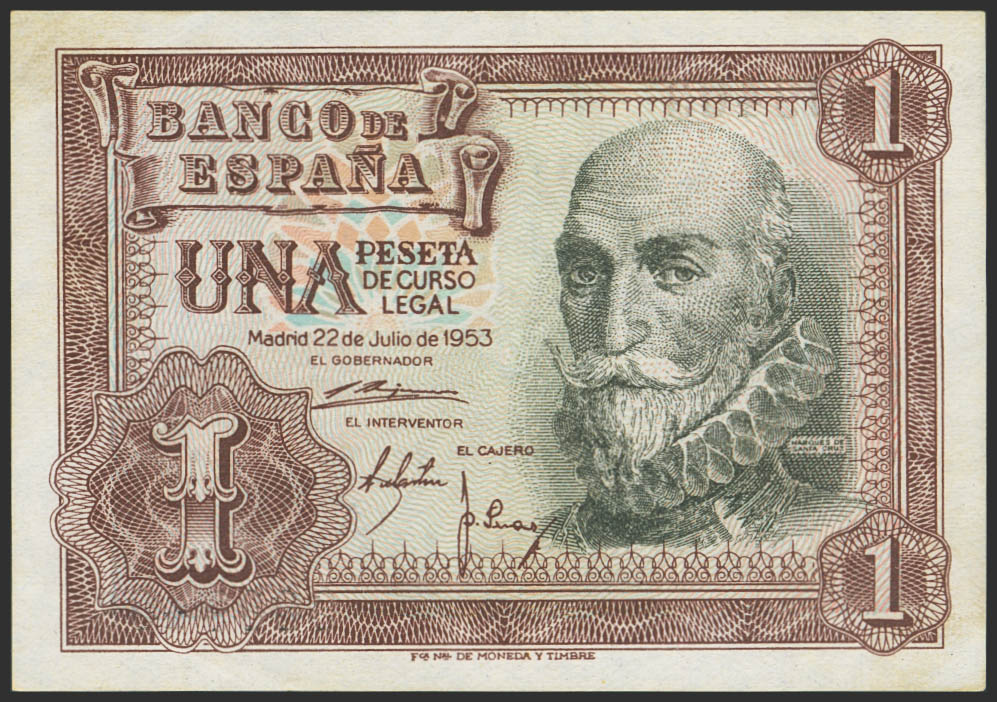 BANCO DE
ESPAÑA
UNA PESETA
DE CURSO
LEGAL
Madrid 22 de Julio de 1953
EL GOBERNADOR
EL INTERVENTOR
EL CAJERO
MARQUES DE
SANTA CRUZ
1
1
1
Fca. Nal. DE MONEDA Y TIMBRE